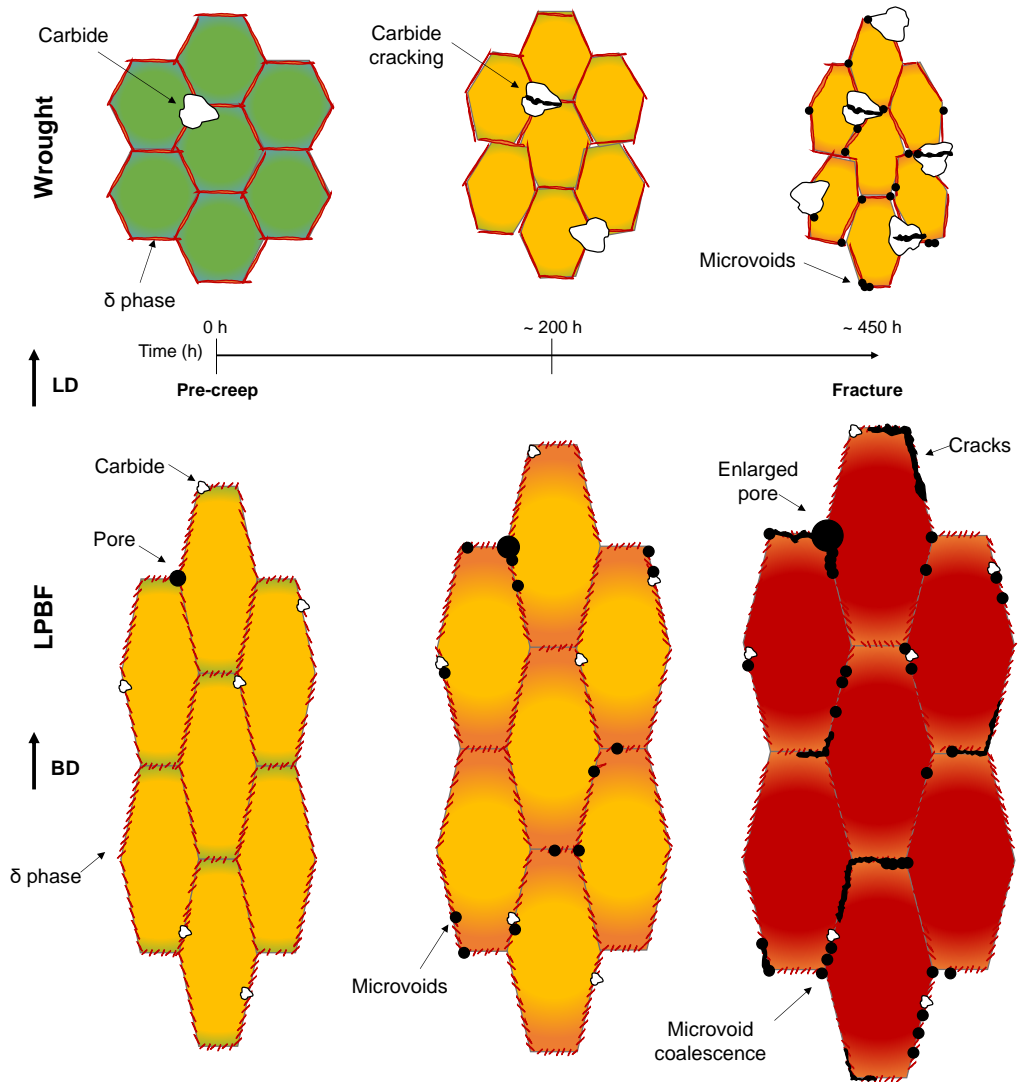 Wrought
Carbide
δ phase
Carbide
cracking
Microvoids
0 h
~ 200 h
~ 450 h
Time (h)
Pre-creep
Fracture
LD
LPBF
BD
Carbide
Pore
δ phase
Microvoids
Enlarged
pore
Cracks
Microvoid
coalescence